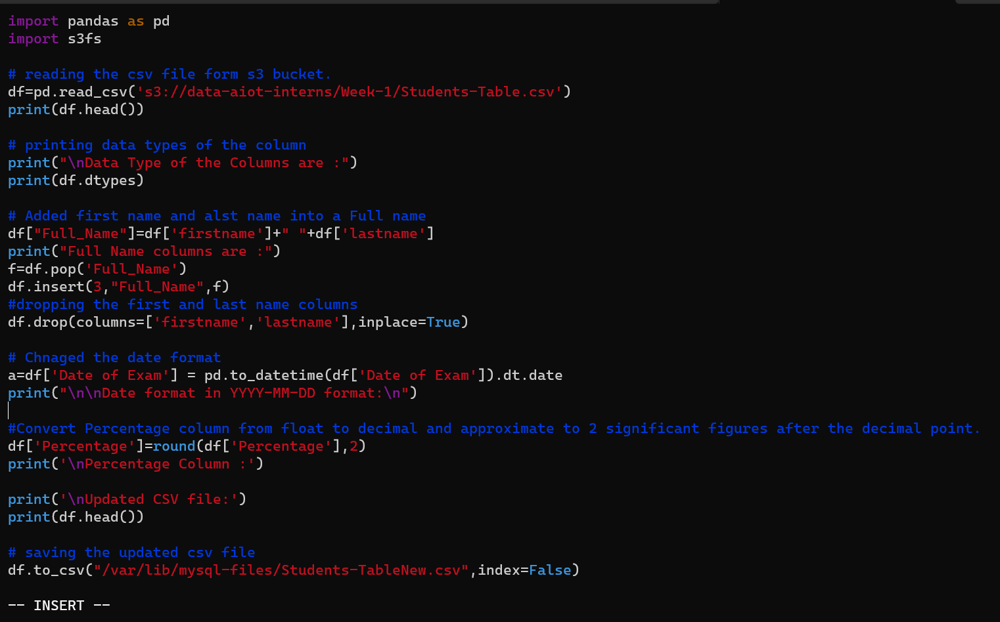 import pandas as pd
import s3fs
# reading the csv file form s3 bucket.
df=pd.read_csv('s3://data-aiot-interns/Week-1/Students-Table.csv')
print(df.head())
# printing data types of the column
print("\nData Type of the Columns are :")
print(df.dtypes)
# Added first name and alst name into a Full name
df["Full_Name"]=df['firstname']+" "+df['lastname']
print("Full Name columns are :")
f=df.pop('Full_Name')
df.insert(3,"Full_Name",f)
#dropping the first and last name columns
df.drop(columns=['firstname','lastname'],inplace=True)
# Chnaged the date format
a=df['Date of Exam'] = pd.to_datetime(df['Date of Exam']).dt.date
print("\n\nDate format in YYYY-MM-DD format:\n")
#Convert Percentage column from float to decimal and approximate to 2 significant figures after the decimal point.
df['Percentage']=round(df['Percentage'],2)
print('\nPercentage Column :')
print('\nUpdated CSV file:')
print(df.head())
# saving the updated csv file
df.to_csv("/var/lib/mysql-files/Students-TableNew.csv",index=False)
-- INSERT --